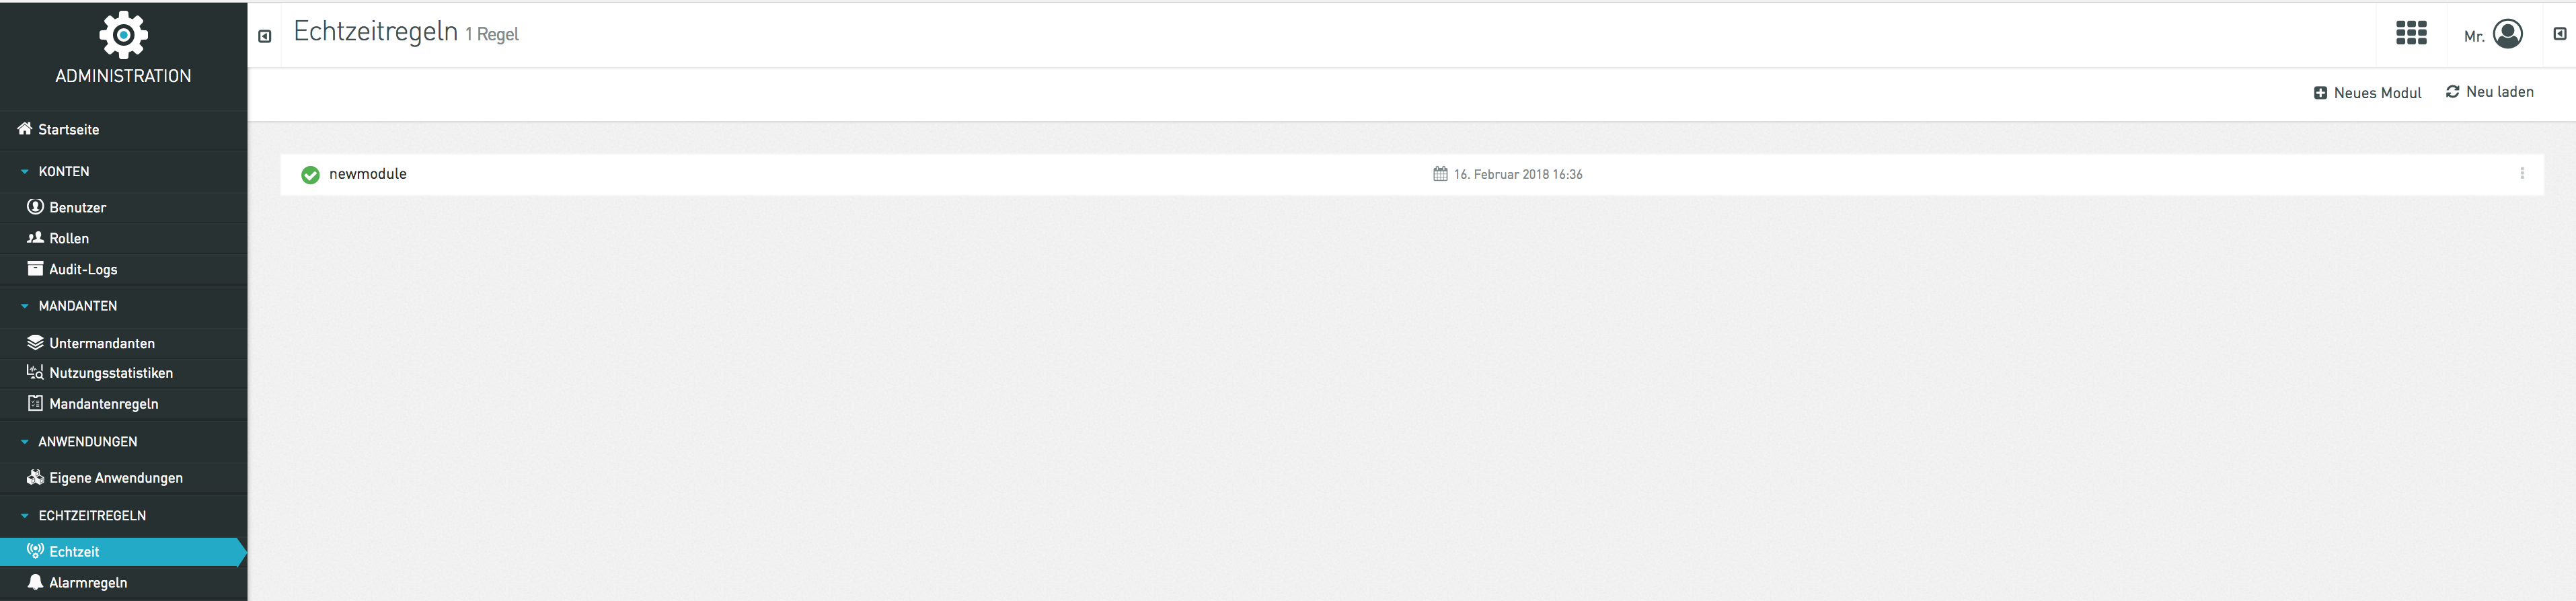 ADMINISTRATION
Startseite
KONTEN
Benutzer
Rollen
Audit-Logs
MANDANTEN
Untermandanten
Nutzungsstatistiken
Mandantenregeln
ANWENDUNGEN
Eigene Anwendungen
ECHTZEITREGELN
Echtzeit
Alarmregeln
Echtzeitregeln 1 Regel
Mr.
Neues Modul Neu laden
newmodule 16. Februar 2018 16:36